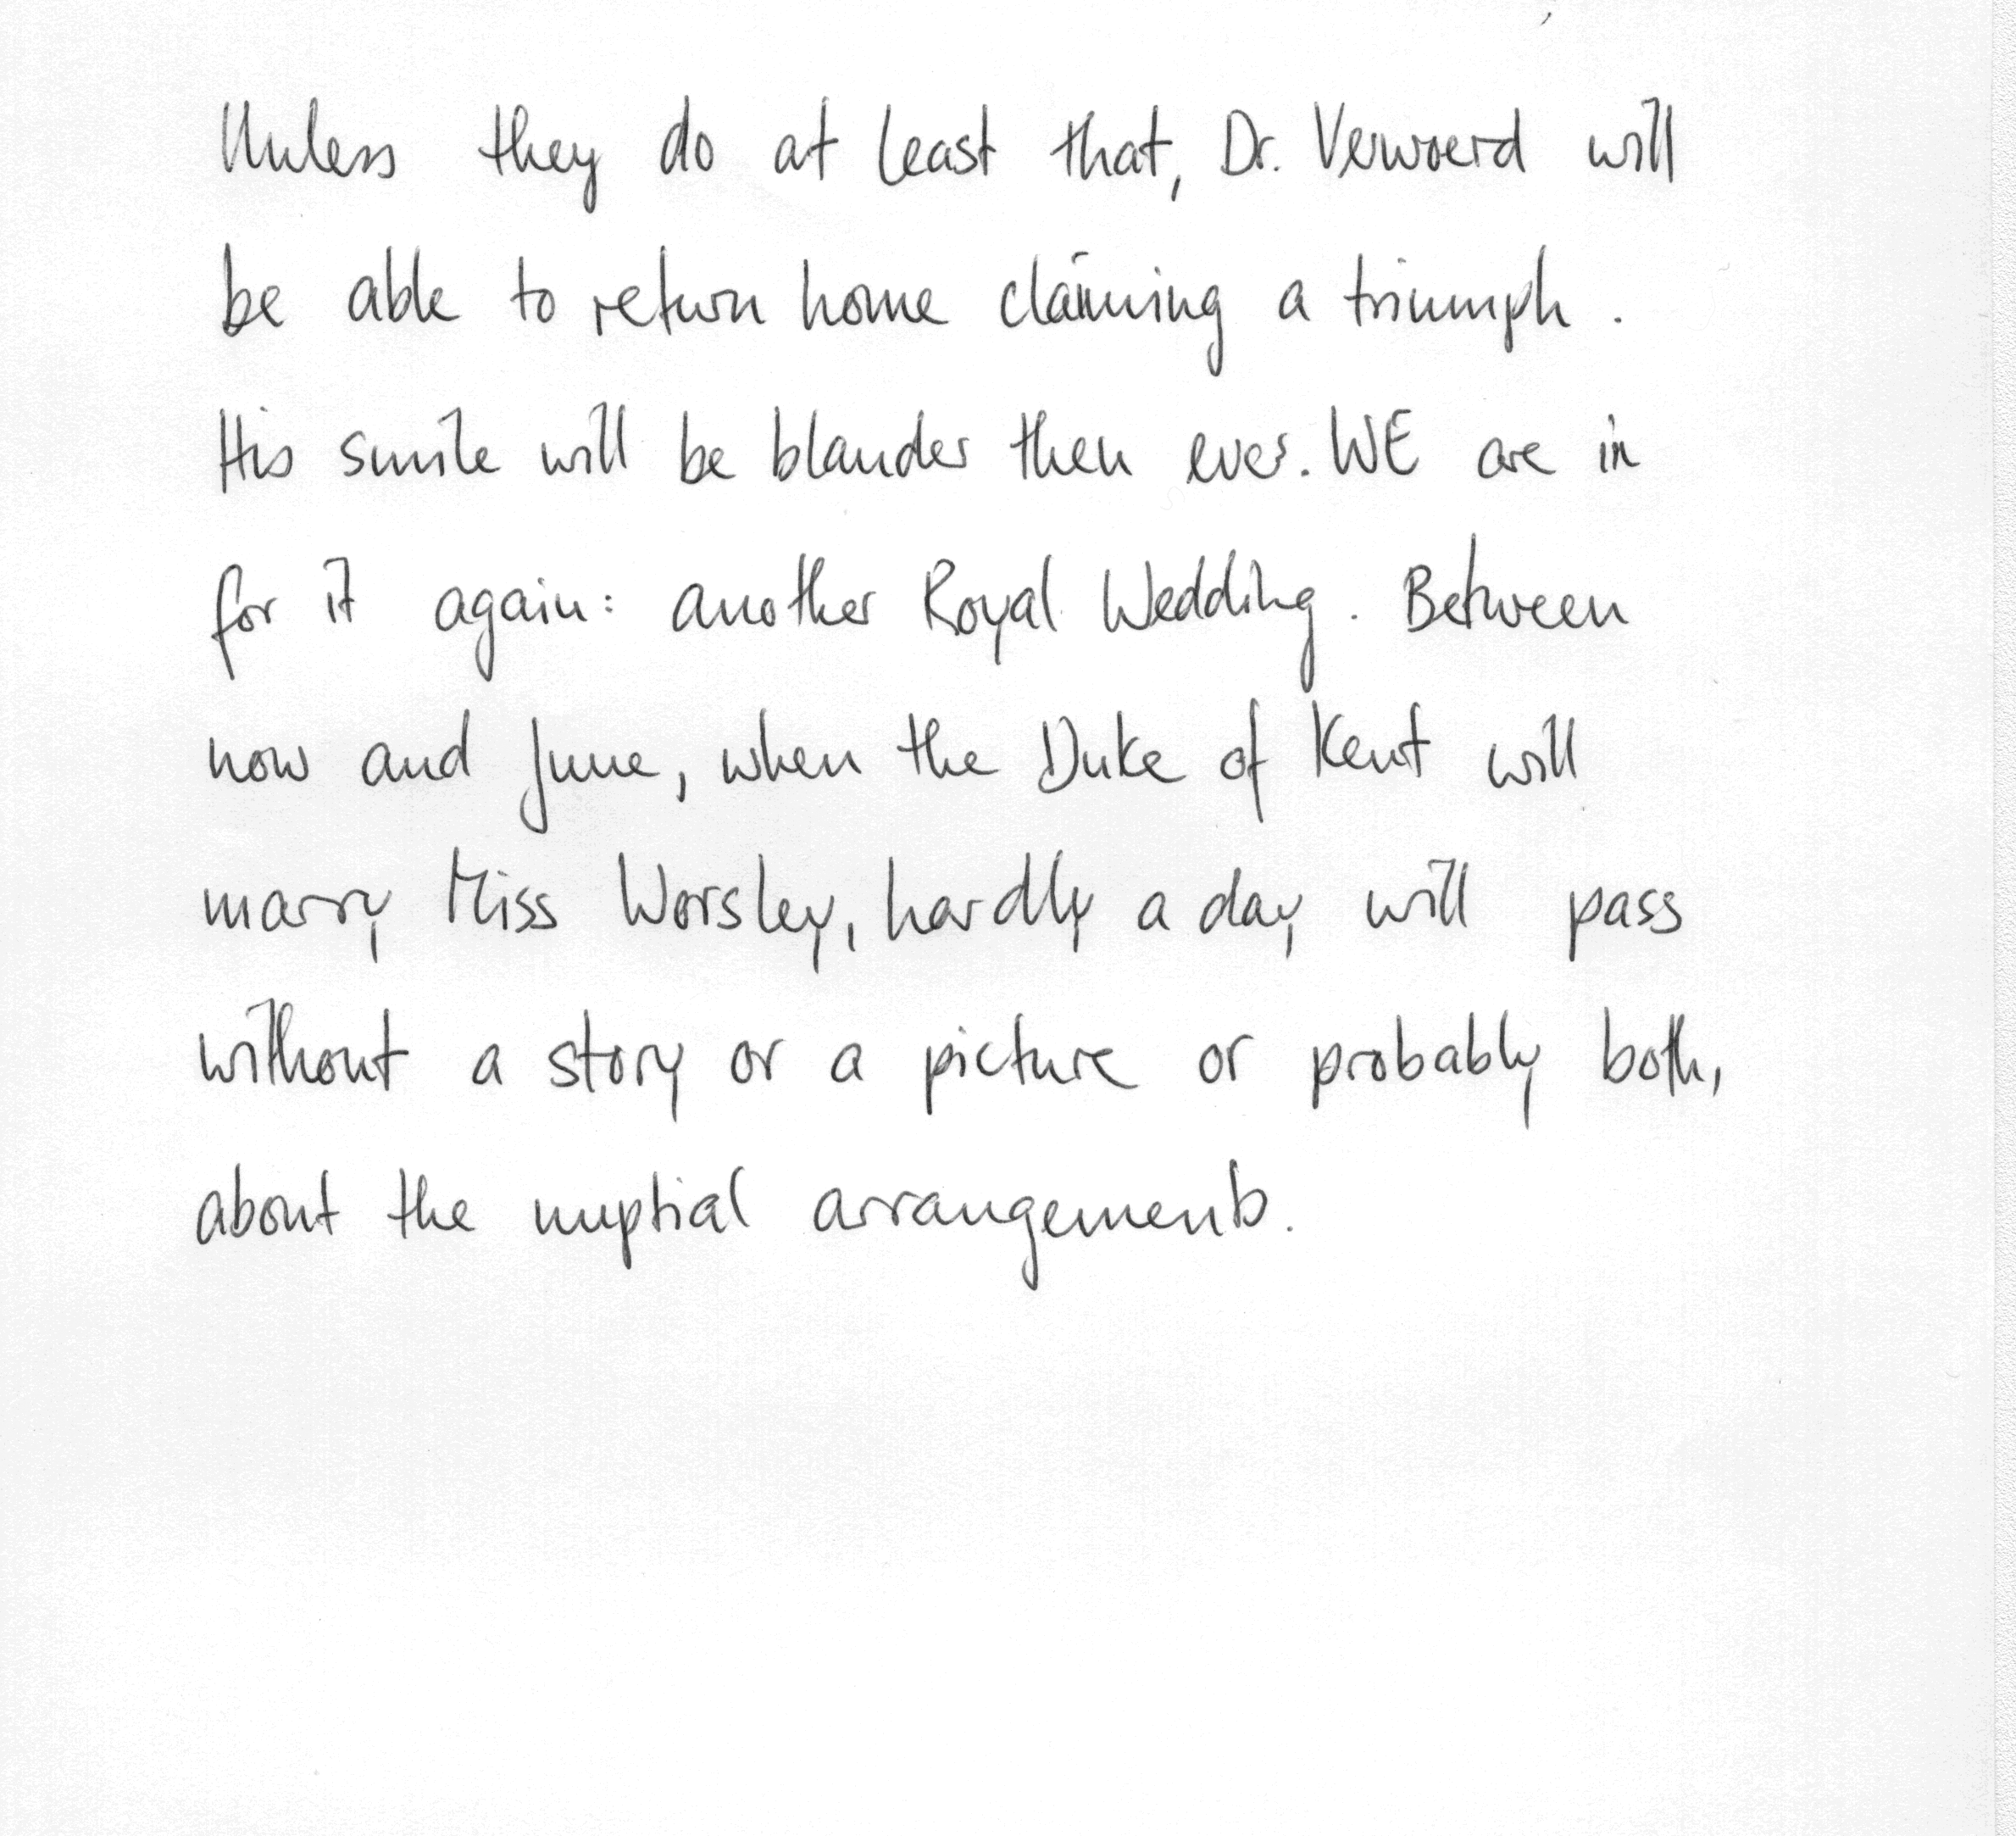 Unless they do at least that, Dr. Verwoerd will
be able to return home claiming a triumph.
His smile will be blander then ever. WE are in
for it again: another Royal Wedding. Between
now and June, when the Duke of Kent will
marry Miss Worsley, hardly a day will pass
without a story or a picture or probably both,
about the nuptial arrangements.